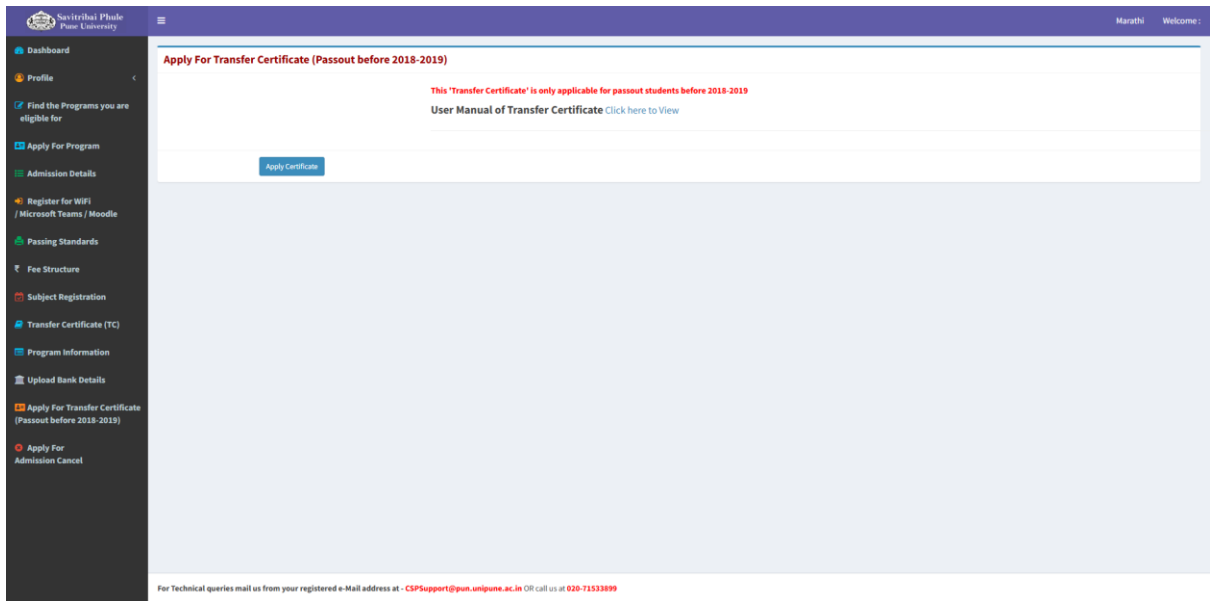 Savitribai Phule
Pune University
Marathi Welcome :
Dashboard
Profile
Find the Programs you are
eligible for
Apply For Program
Admission Details
Register for WiFi
/ Microsoft Teams / Moodle
Passing Standards
₹ Fee Structure
Subject Registration
Transfer Certificate (TC)
Program Information
Upload Bank Details
Apply For Transfer Certificate
(Passout before 2018-2019)
Apply For
Admission Cancel
Apply For Transfer Certificate (Passout before 2018-2019)
This 'Transfer Certificate' is only applicable for passout students before 2018-2019
User Manual of Transfer Certificate Click here to View
Apply Certificate
For Technical queries mail us from your registered e-Mail address at - CSPSupport@pun.unipune.ac.in OR call us at 020-71533899